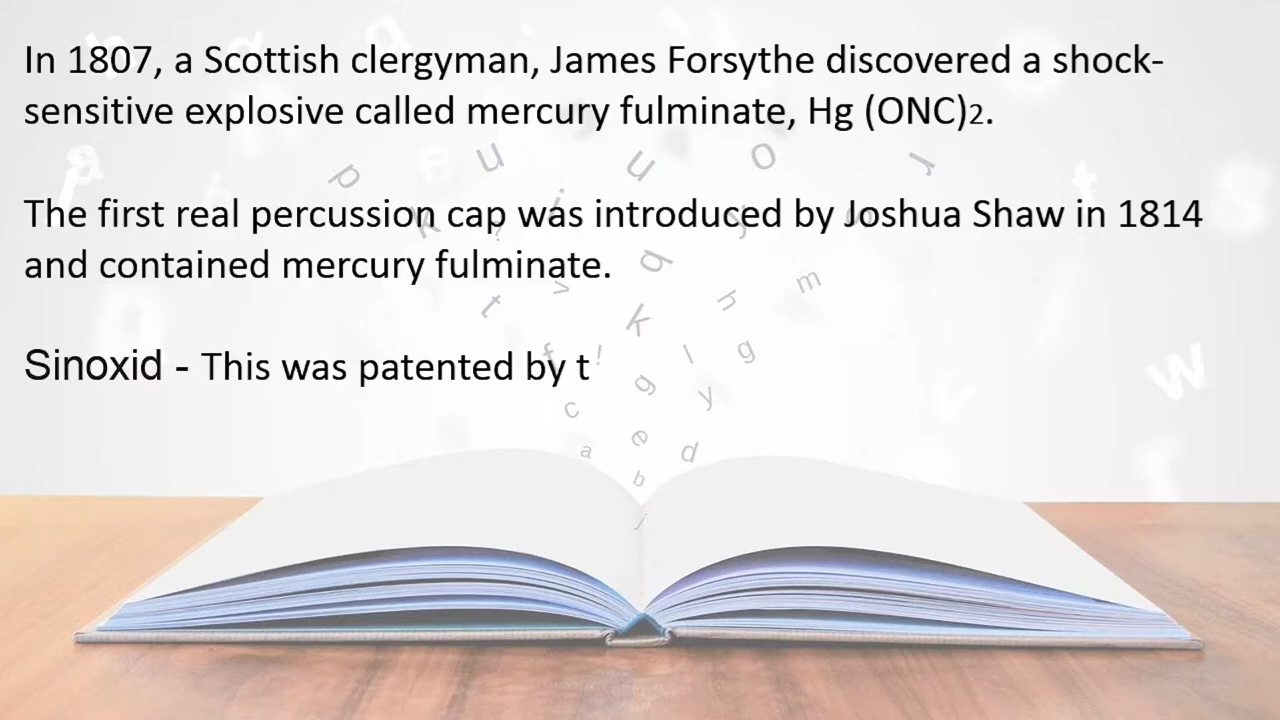 In 1807, a Scottish clergyman, James Forsythe discovered a shock-
sensitive explosive called mercury fulminate, Hg (ONC)2.
The first real percussion cap was introduced by Joshua Shaw in 1814
and contained mercury fulminate.
Sinoxid - This was patented by t